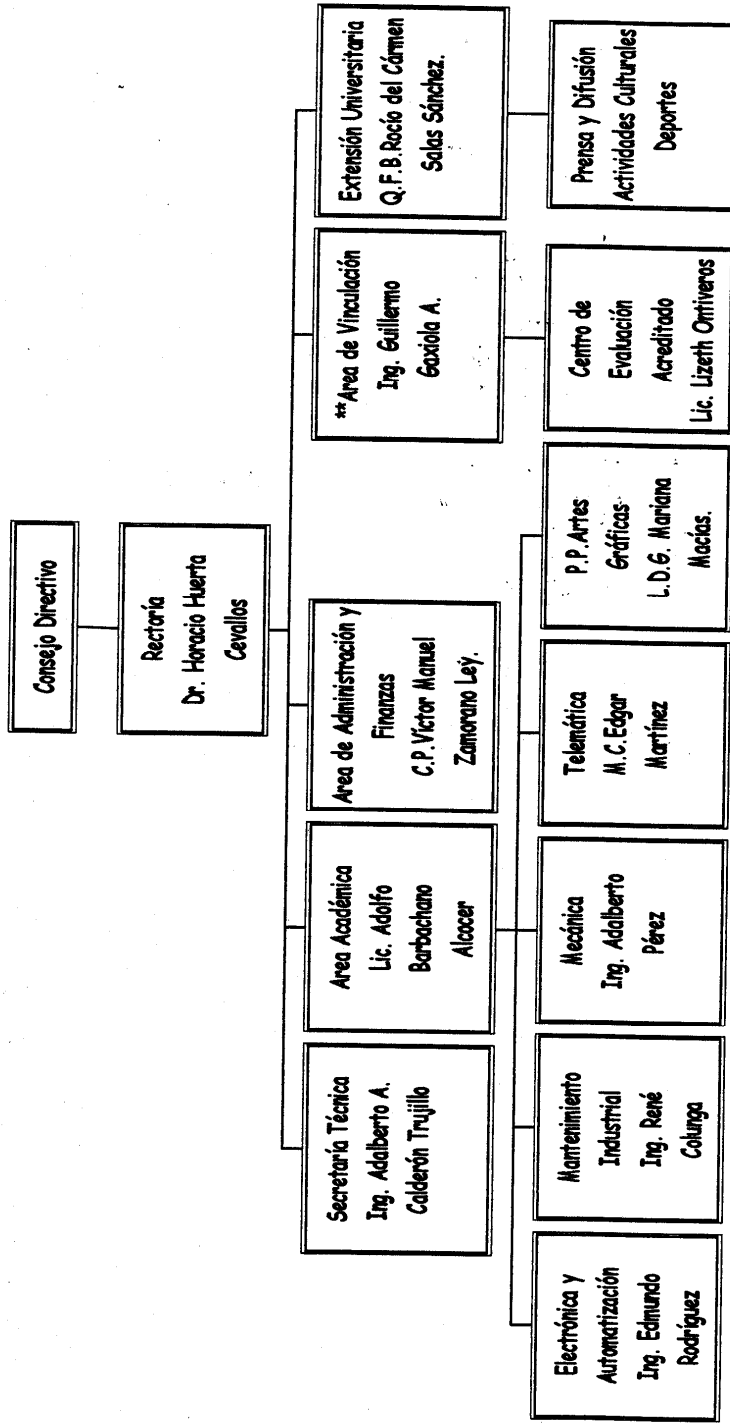 Consejo Directivo
Rectoría
Dr. Horacio Huerta
Cevallos
Secretaría Técnica
Ing. Adalberto A.
Calderón Trujillo
Area Académica
Lic. Adolfo
Barbachano
Alcocer
Area de Administración y
Finanzas
C.P.Víctor Manuel
Zamorano Ley.
**Area de Vinculación
Ing. Guillermo
Gaxiola A.
Extensión Universitaria
Q.F.B.Rocío del Cármen
Salas Sánchez.
Electrónica y
Automatización
Ing. Edmundo
Rodríguez
Mantenimiento
Industrial
Ing. René
Colunga
Mecánica
Ing. Adalberto
Pérez
Telemática
M.C.Edgar
Martínez
P.P.Artes
Gráficas
L.D.G. Mariana
Macías.
Centro de
Evaluación
Acreditado
Lic. Lizeth Ontiveros
Prensa y Difusión
Actividades Culturales
Deportes